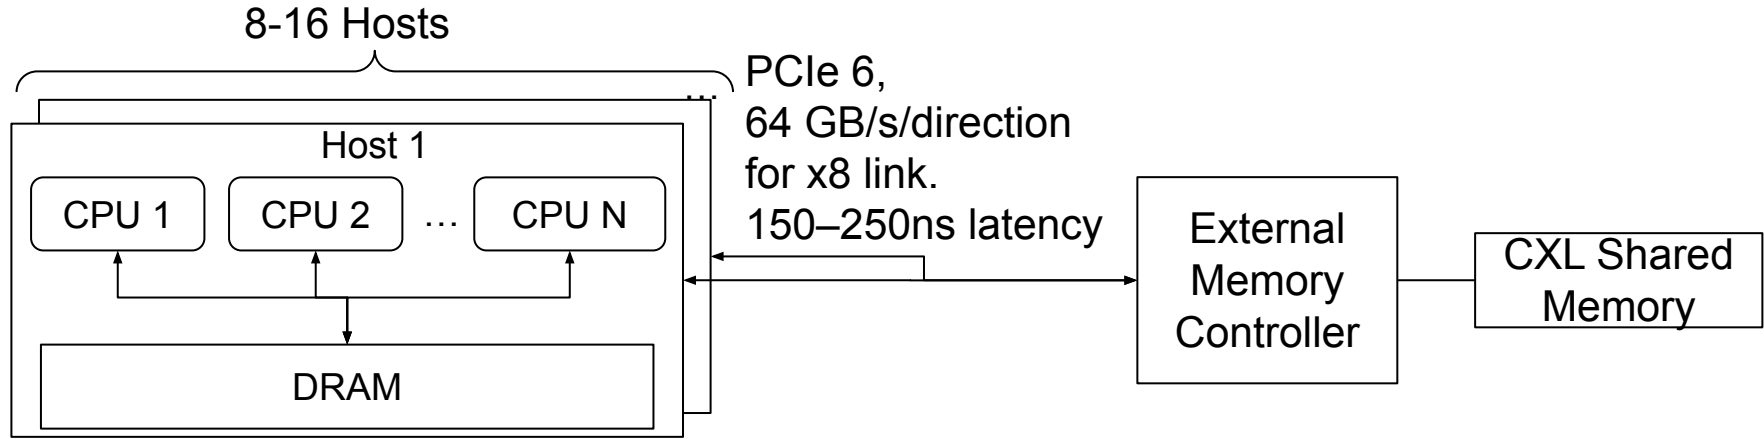 8-16 Hosts
PCIe 6,
64 GB/s/direction
for x8 link.
150–250ns latency
...
Host 1
CPU 1
CPU 2
...
CPU N
DRAM
External
Memory
Controller
CXL Shared
Memory